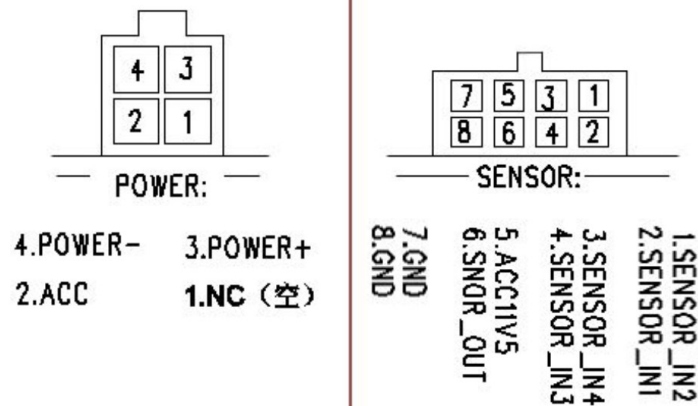 4 3
2 1
POWER:
4.POWER- 3.POWER+
2.ACC 1.NC（空）
7 5 3 1
8 6 4 2
SENSOR:
1.SENSOR_IN2
2.SENSOR_IN1
3.SENSOR_IN4
4.SENSOR_IN3
5.ACC11V5
6.SNOR_OUT
7.GND
8.GND